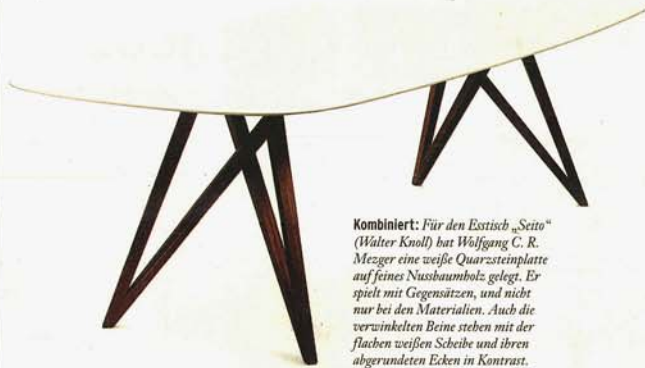 Kombiniert: Für den Esstisch „Seito“
(Walter Knoll) hat Wolfgang C. R.
Mezger eine weiße Quarzsteinplatte
auf feines Nussbaumholz gelegt. Er
spielt mit Gegensätzen, und nicht
nur bei den Materialien. Auch die
verwinkelten Beine stehen mit der
flachen weißen Scheibe und ihren
abgerundeten Ecken in Kontrast.